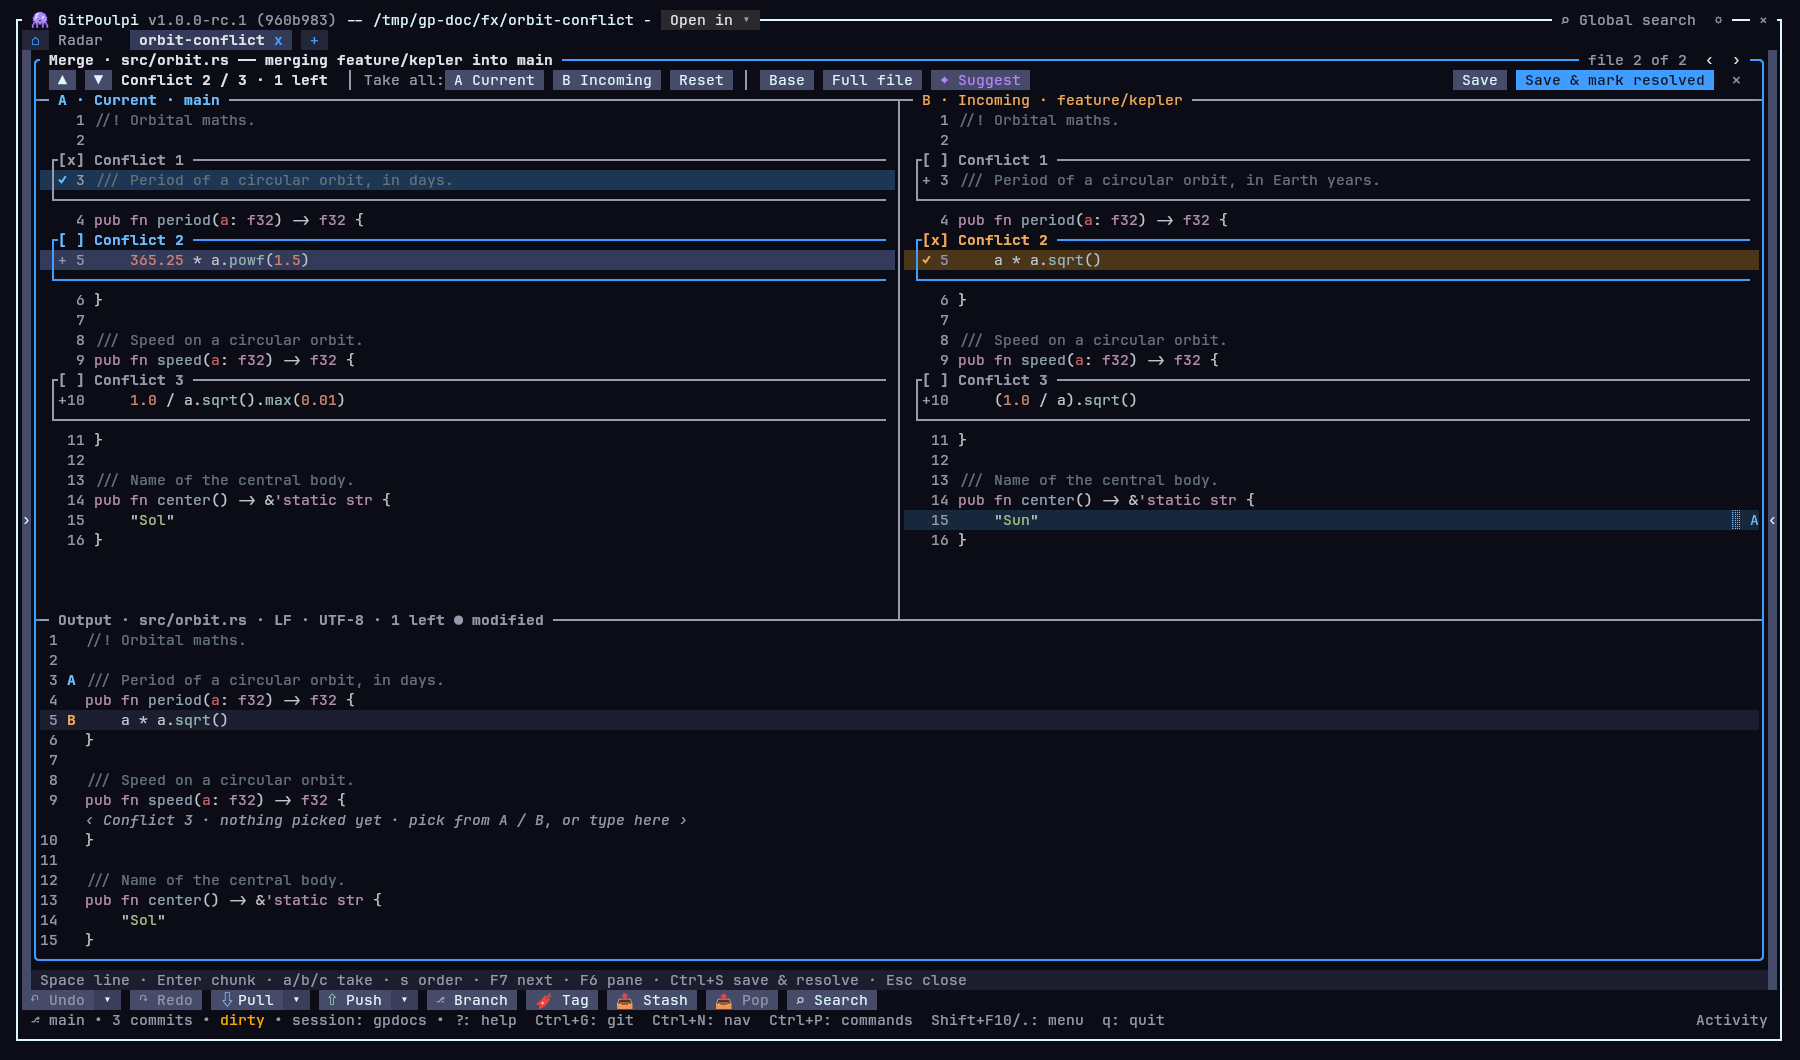 GitPoulpi v1.0.0-rc.1 (960b983) -- /tmp/gp-doc/fx/orbit-conflict - Open in ▾ ⌕ Global search ☼ ×
⌂ Radar orbit-conflict x +
Merge · src/orbit.rs — merging feature/kepler into main file 2 of 2 ‹ ›
▲ ▼ Conflict 2 / 3 · 1 left │ Take all: A Current B Incoming Reset │ Base Full file ✦ Suggest Save Save & mark resolved ×
A · Current · main
1 //! Orbital maths.
2
[x] Conflict 1
✓ 3 /// Period of a circular orbit, in days.
4 pub fn period(a: f32) -> f32 {
[ ] Conflict 2
+ 5 365.25 * a.powf(1.5)
6 }
7
8 /// Speed on a circular orbit.
9 pub fn speed(a: f32) -> f32 {
[ ] Conflict 3
+10 1.0 / a.sqrt().max(0.01)
11 }
12
13 /// Name of the central body.
14 pub fn center() -> &'static str {
15 "Sol"
16 }
B · Incoming · feature/kepler
1 //! Orbital maths.
2
[ ] Conflict 1
+ 3 /// Period of a circular orbit, in Earth years.
4 pub fn period(a: f32) -> f32 {
[x] Conflict 2
✓ 5 a * a.sqrt()
6 }
7
8 /// Speed on a circular orbit.
9 pub fn speed(a: f32) -> f32 {
[ ] Conflict 3
+10 (1.0 / a).sqrt()
11 }
12
13 /// Name of the central body.
14 pub fn center() -> &'static str {
15 "Sun" A
16 }
› ‹
Output · src/orbit.rs · LF · UTF-8 · 1 left ● modified
1 //! Orbital maths.
2
3 A /// Period of a circular orbit, in days.
4 pub fn period(a: f32) -> f32 {
5 B a * a.sqrt()
6 }
7
8 /// Speed on a circular orbit.
9 pub fn speed(a: f32) -> f32 {
‹ Conflict 3 · nothing picked yet · pick from A / B, or type here ›
10 }
11
12 /// Name of the central body.
13 pub fn center() -> &'static str {
14 "Sol"
15 }
Space line · Enter chunk · a/b/c take · s order · F7 next · F6 pane · Ctrl+S save & resolve · Esc close
↶ Undo ▾ ↷ Redo ⇩ Pull ▾ ⇧ Push ▾ ⎇ Branch Tag Stash Pop ⌕ Search
⎇ main • 3 commits • dirty • session: gpdocs • ?: help Ctrl+G: git Ctrl+N: nav Ctrl+P: commands Shift+F10/.: menu q: quit Activity